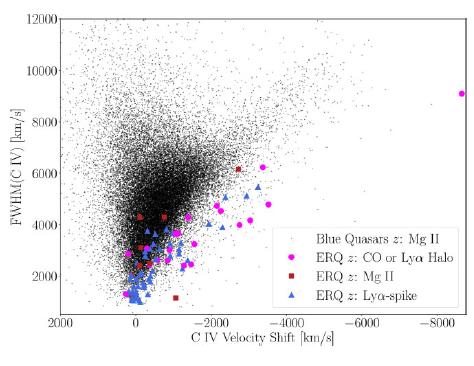 12000
10000
8000
6000
4000
2000
FWHM(C IV) [km/s]
2000
0
−2000
−4000
−6000
−8000
C IV Velocity Shift [km/s]
Blue Quasars z: Mg II
ERQ z: CO or Lyα Halo
ERQ z: Mg II
ERQ z: Lyα-spike